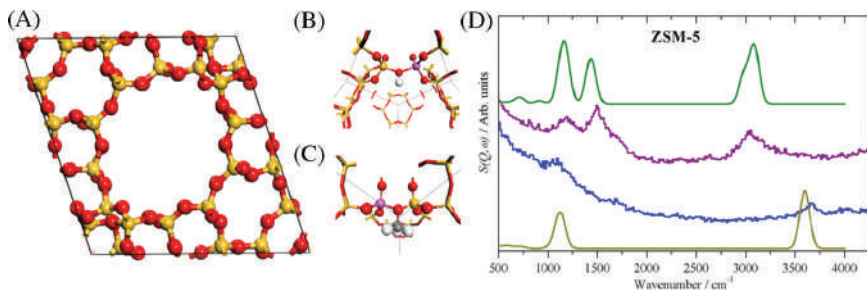 (A)
(B)
(C)
(D)
ZSM-5
S(Q,ω) / Arb. units
500 1000 1500 2000 2500 3000 3500 4000
Wavenumber / cm⁻¹